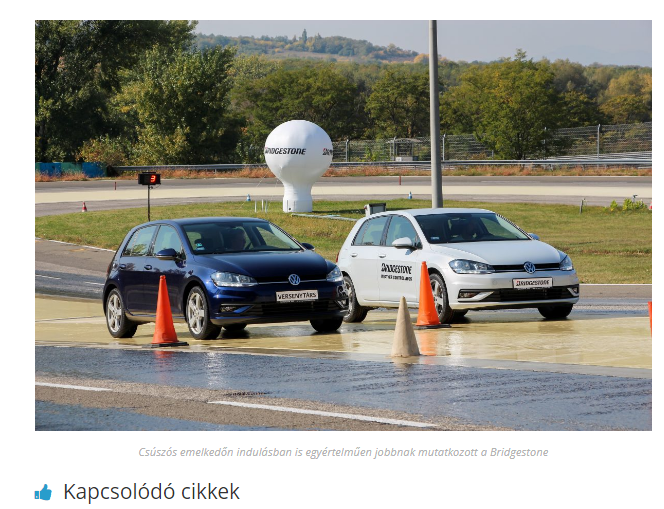 BRIDGESTONE
3
BRIDGESTONE
VERSENYTÁRS
BRIDGESTONE
Csúszós emelkedőn indulásban is egyértelműen jobbnak mutatkozott a Bridgestone
Kapcsolódó cikkek